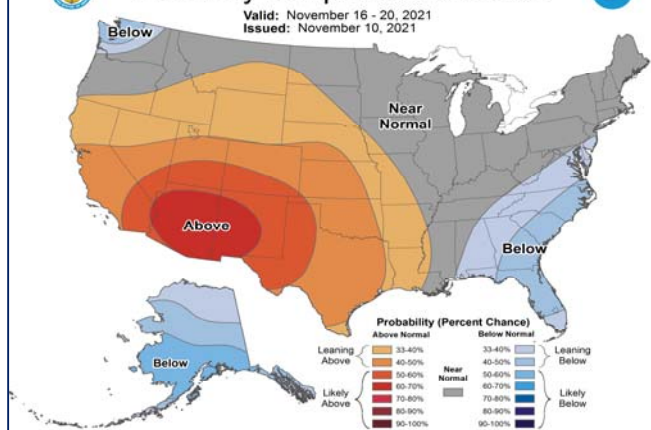 Valid: November 16 - 20, 2021
Issued: November 10, 2021
Below
Near
Normal
Above
Below
Below
Probability (Percent Chance)
Above Normal
Below Normal
Leaning
Above
33-40%
40-50%
50-60%
60-70%
70-80%
80-90%
90-100%
Likely
Above
Near
Normal
33-40%
40-50%
50-60%
60-70%
70-80%
80-90%
90-100%
Leaning
Below
Likely
Below